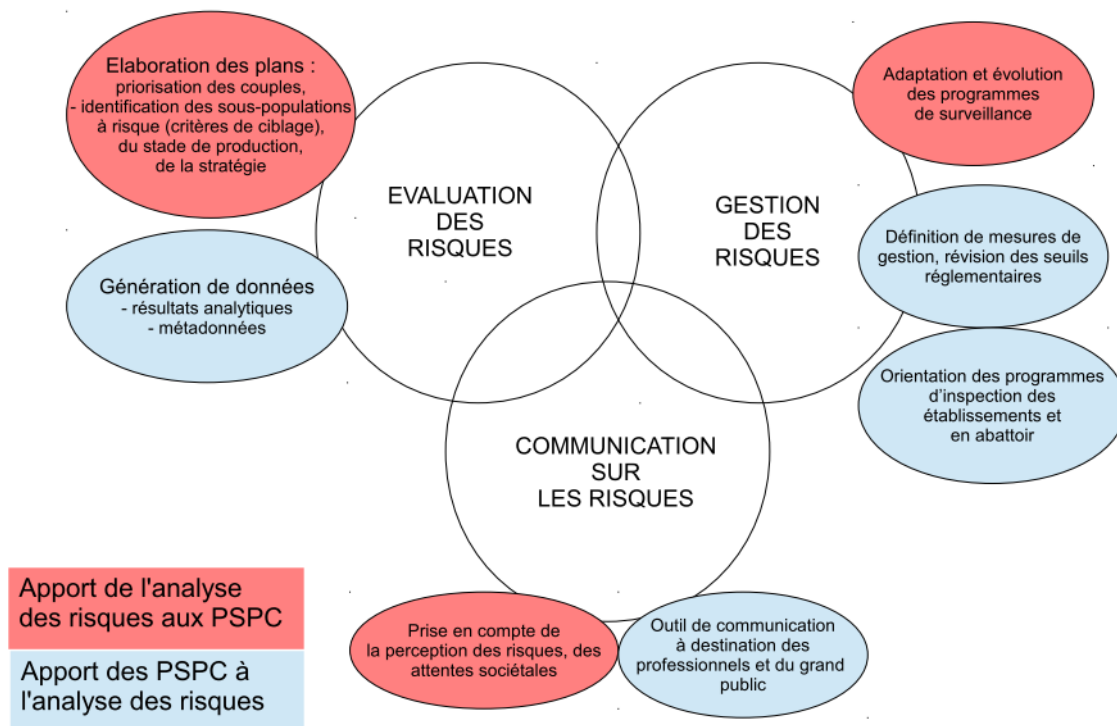 Elaboration des plans :
priorisation des couples,
- identification des sous-populations
à risque (critères de ciblage),
du stade de production,
de la stratégie
Génération de données
- résultats analytiques
- métadonnées
EVALUATION
DES
RISQUES
GESTION
DES
RISQUES
Adaptation et évolution
des programmes
de surveillance
Définition de mesures de
gestion, révision des seuils
réglementaires
Orientation des programmes
d'inspection des
établissements et
en abattoir
COMMUNICATION
SUR
LES RISQUES
Prise en compte de
la perception des risques, des
attentes sociétales
Outil de communication
à destination des
professionnels et du grand
public
Apport de l'analyse
des risques aux PSPC
Apport des PSPC à
l'analyse des risques